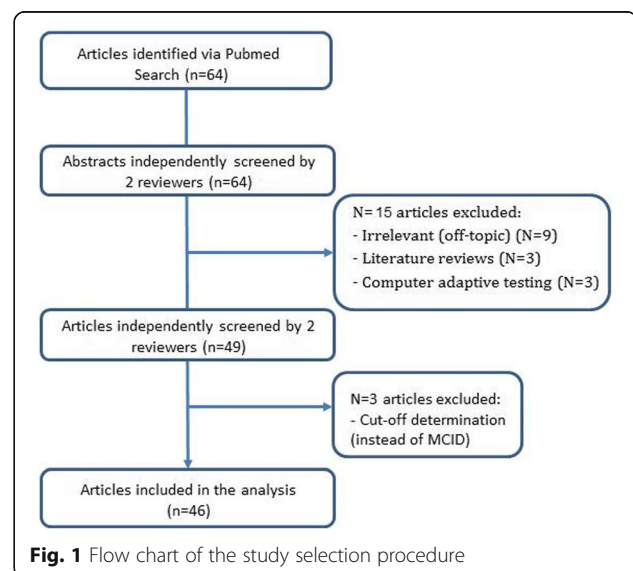 Articles identified via Pubmed
Search (n=64)
Abstracts independently screened by
2 reviewers (n=64)
N= 15 articles excluded:
- Irrelevant (off-topic) (N=9)
- Literature reviews (N=3)
- Computer adaptive testing (N=3)
Articles independently screened by 2
reviewers (n=49)
N=3 articles excluded:
- Cut-off determination
(instead of MCID)
Articles included in the analysis
(n=46)
Fig. 1 Flow chart of the study selection procedure